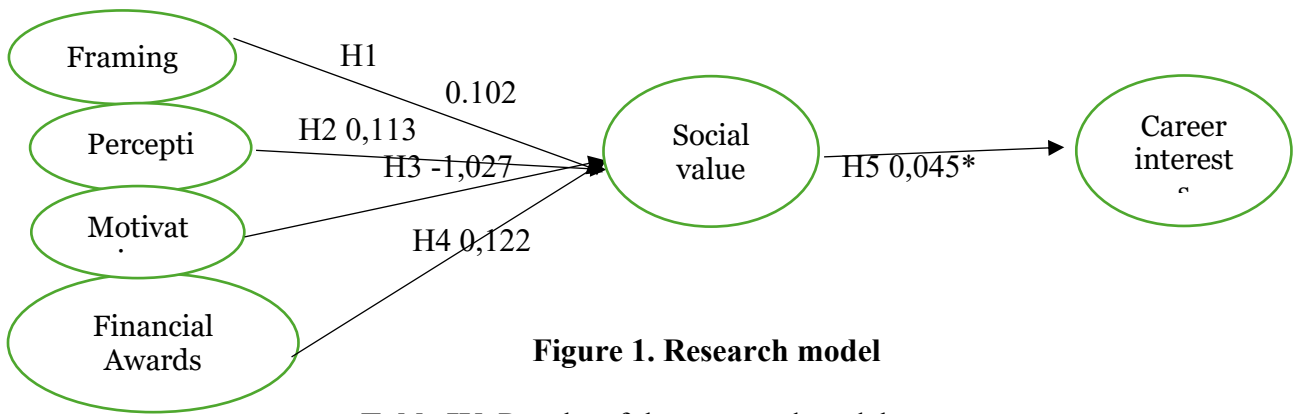 Framing
H1
0.102
Percepti
H2 0,113
H3 -1,027
Motivat
H4 0,122
Financial
Awards
Social
value
H5 0,045*
Career
interest
Figure 1. Research model